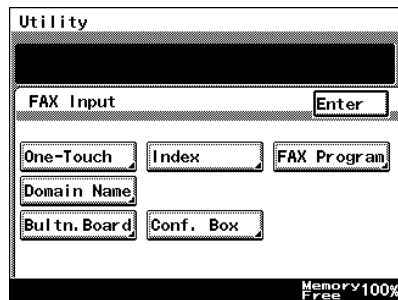 Utility
FAX Input
Enter
One-Touch
Index
FAX Program
Domain Name
Bultn.Board
Conf. Box
Memory Free 100%